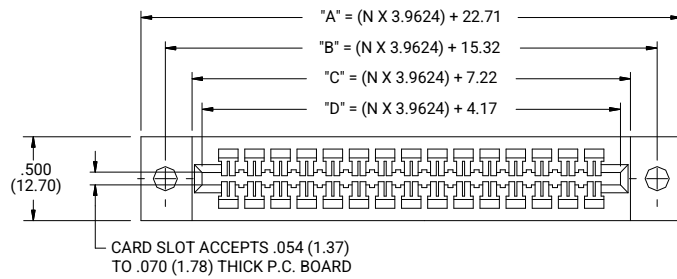 "A" = (N X 3.9624) + 22.71
"B" = (N X 3.9624) + 15.32
"C" = (N X 3.9624) + 7.22
"D" = (N X 3.9624) + 4.17
.500
(12.70)
CARD SLOT ACCEPTS .054 (1.37)
TO .070 (1.78) THICK P.C. BOARD